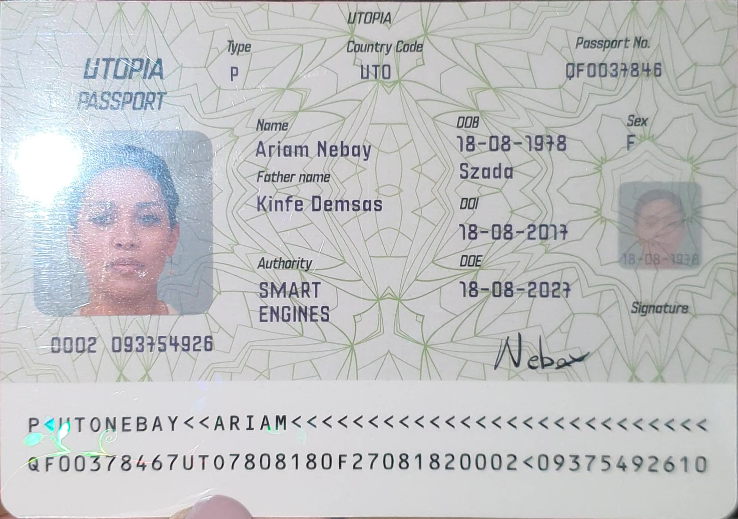 UTOPIA
UTOPIA
PASSPORT
Type
P
Country Code
UTO
Passport No.
QF0037846
Name
Ariam Nebay
DOB
18-08-1978
Szada
Sex
F
Father name
Kinfe Demsas
DOI
18-08-2017
18-08-1978
Authority
SMART
ENGINES
DOE
18-08-2027
Signature
Nebay
0002 093754926
P<UTONEBAY<<ARIAM<<<<<<<<<<<<<<<<<<<<<<<<<<<
QF00378467UTO7808180F27081820002<09375492610